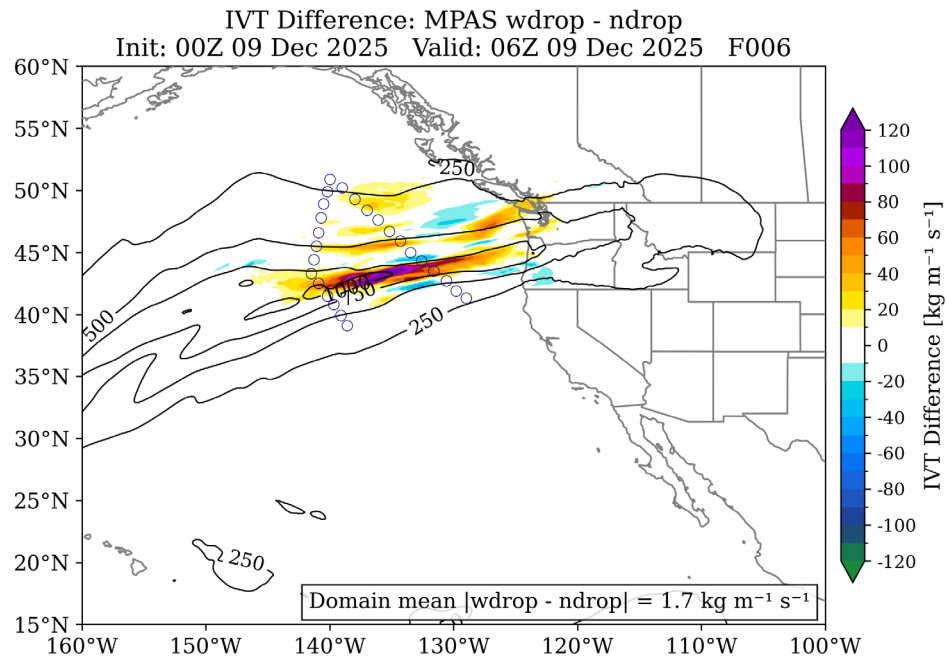 IVT Difference: MPAS wdrop - ndrop
Init: 00Z 09 Dec 2025 Valid: 06Z 09 Dec 2025 F006
60°N
55°N
50°N
45°N
40°N
35°N
30°N
25°N
20°N
15°N
160°W 150°W 140°W 130°W 120°W 110°W 100°W
250
500
1000
750
250
250
Domain mean |wdrop - ndrop| = 1.7 kg m⁻¹ s⁻¹
120
100
80
60
40
20
0
-20
-40
-60
-80
-100
-120
IVT Difference [kg m⁻¹ s⁻¹]